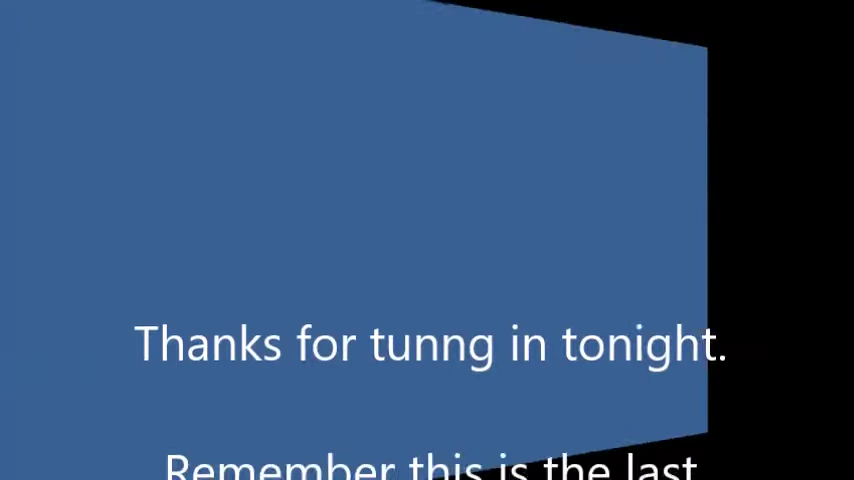 Thanks for tunng in tonight.
Remember this is the last